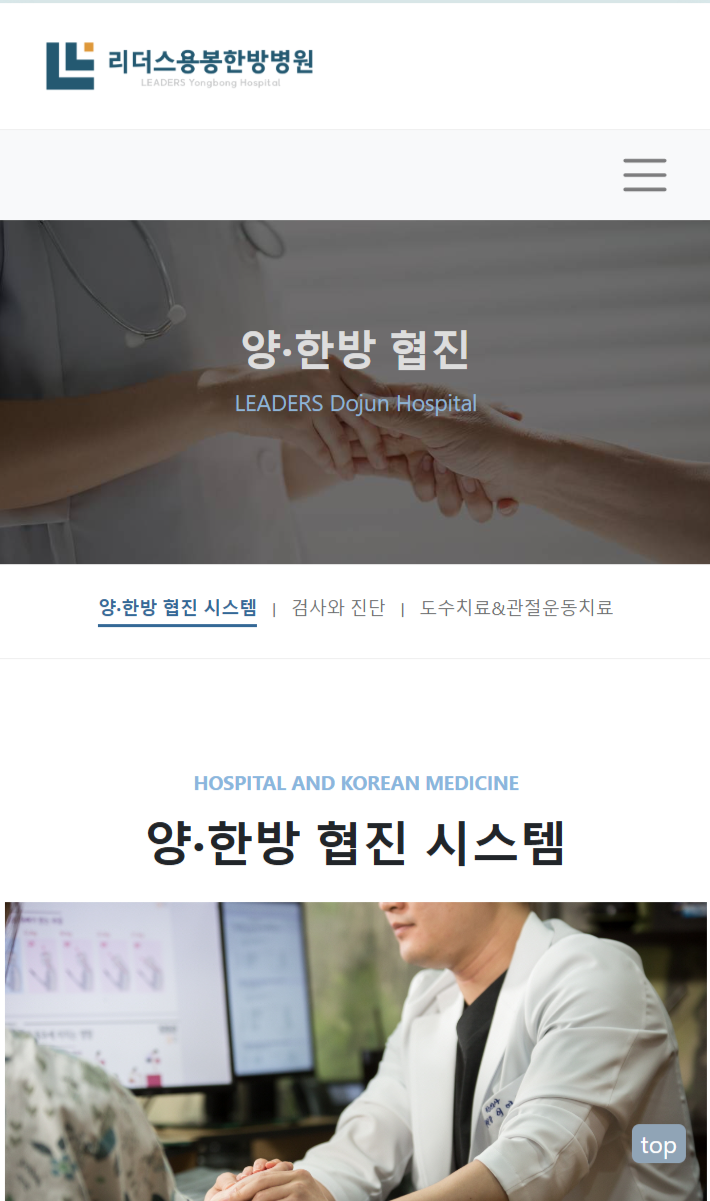 리더스용봉한방병원
LEADERS Yongbong Hospital
양·한방 협진
LEADERS Dojun Hospital
양·한방 협진 시스템 | 검사와 진단 | 도수치료&관절운동치료
HOSPITAL AND KOREAN MEDICINE
양·한방 협진 시스템
top